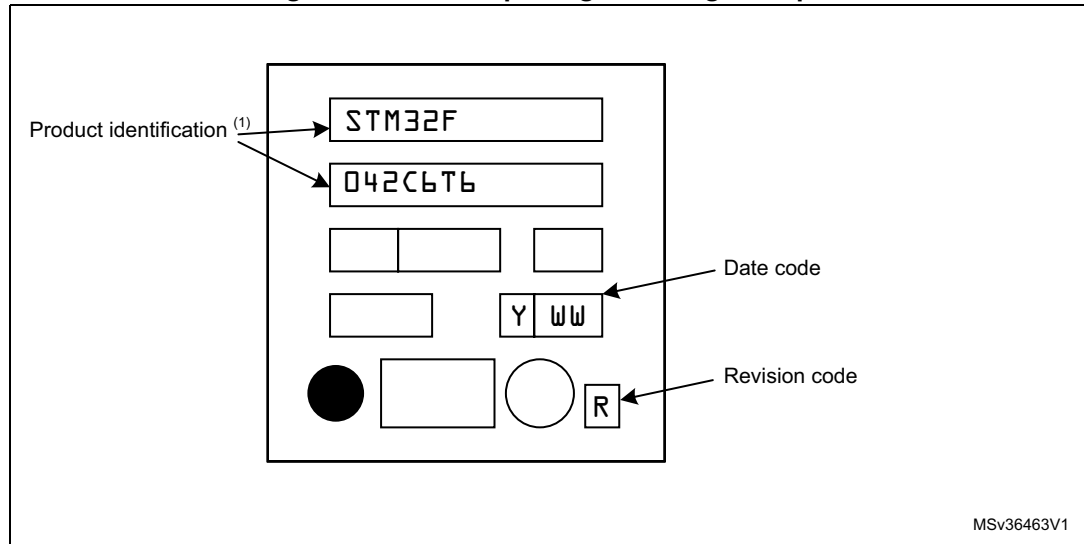 Product identification (1)
STM32F
042C6T6
Date code
Y WW
Revision code
R
MSv36463V1